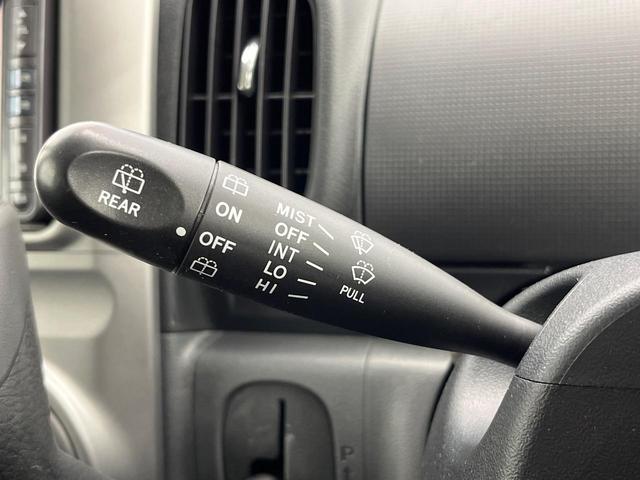 REAR
ON
OFF
MIST
OFF
INT
LO
HI
PULL
P